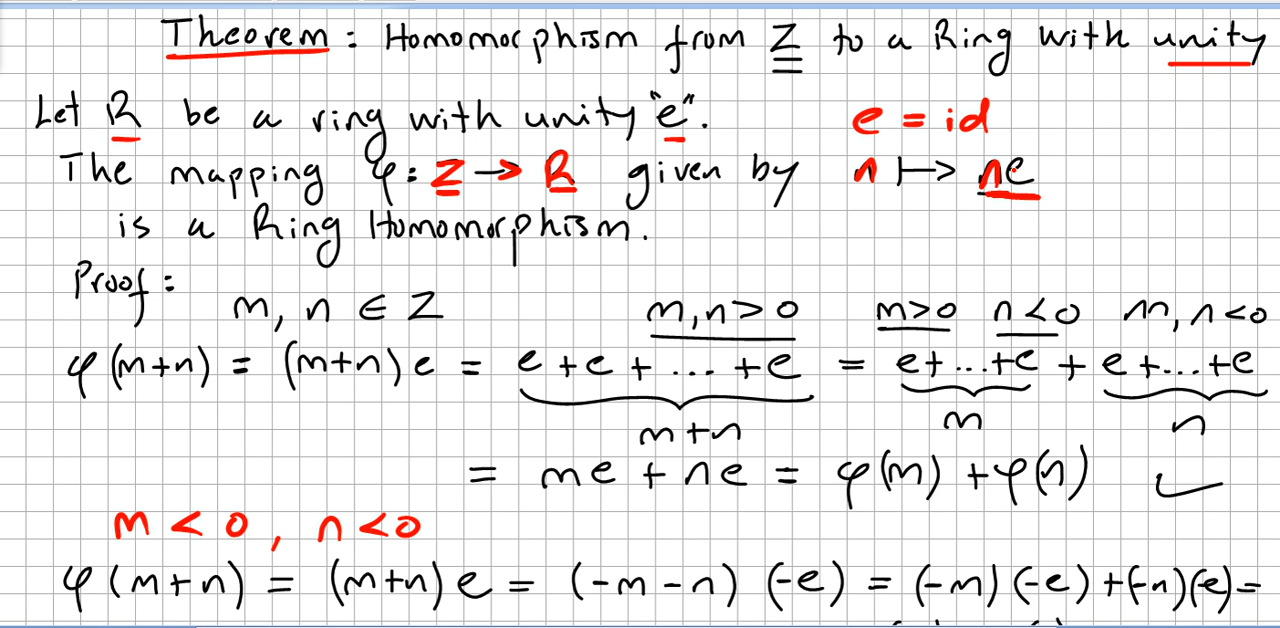 Theorem : Homomorphism from Z to a Ring with unity
Let R be a ring with unity "e". e = id
The mapping φ : Z → R given by n ↦ ne
is a Ring Homomorphism.
Proof :
m, n ∈ Z m,n > 0 m>0 n<0 m, n<0
φ(m+n) = (m+n) e = e + e + ... + e = e+...+e + e+...+e
m+n m n
= me + ne = φ(m) + φ(n) ✓
m < 0, n < 0
φ(m+n) = (m+n) e = (-m-n) (-e) = (-m) (-e) + (-n)(-e) =